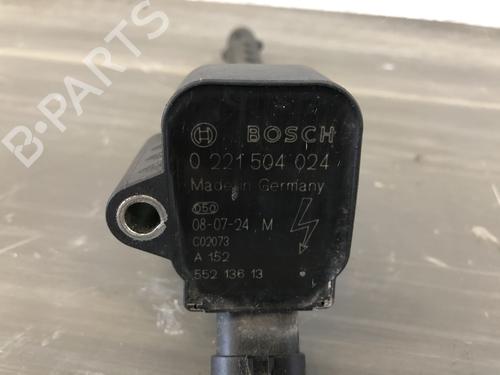 BOSCH
0 221 504 024
Made in Germany
050
08-07-24 M
C02073
A 152
552 136 13
B-PARTS